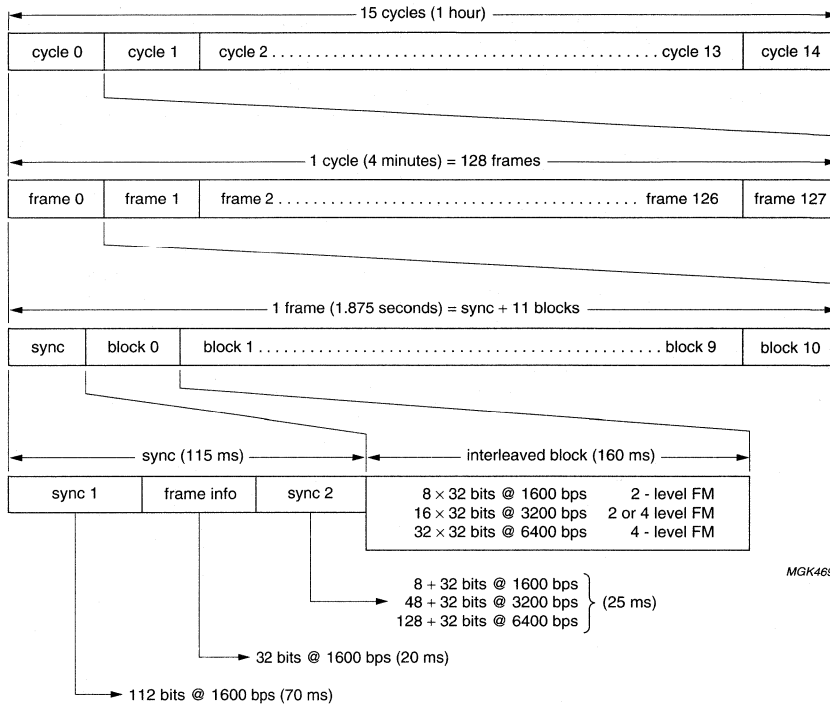 15 cycles (1 hour)
cycle 0 cycle 1 cycle 2 . . . . . . . . . . . . . . . . . . . . . . . . . . . . . . . . . . . . . . . . . . . . . cycle 13 cycle 14
1 cycle (4 minutes) = 128 frames
frame 0 frame 1 frame 2 . . . . . . . . . . . . . . . . . . . . . . . . . . . . . . . . . . . . . . . . . . frame 126 frame 127
1 frame (1.875 seconds) = sync + 11 blocks
sync block 0 block 1 . . . . . . . . . . . . . . . . . . . . . . . . . . . . . . . . . . . . . . . . . . . . . . . block 9 block 10
sync (115 ms) interleaved block (160 ms)
sync 1 frame info sync 2
8 × 32 bits @ 1600 bps 2 - level FM
16 × 32 bits @ 3200 bps 2 or 4 level FM
32 × 32 bits @ 6400 bps 4 - level FM
MGK469
8 + 32 bits @ 1600 bps
48 + 32 bits @ 3200 bps (25 ms)
128 + 32 bits @ 6400 bps
32 bits @ 1600 bps (20 ms)
112 bits @ 1600 bps (70 ms)